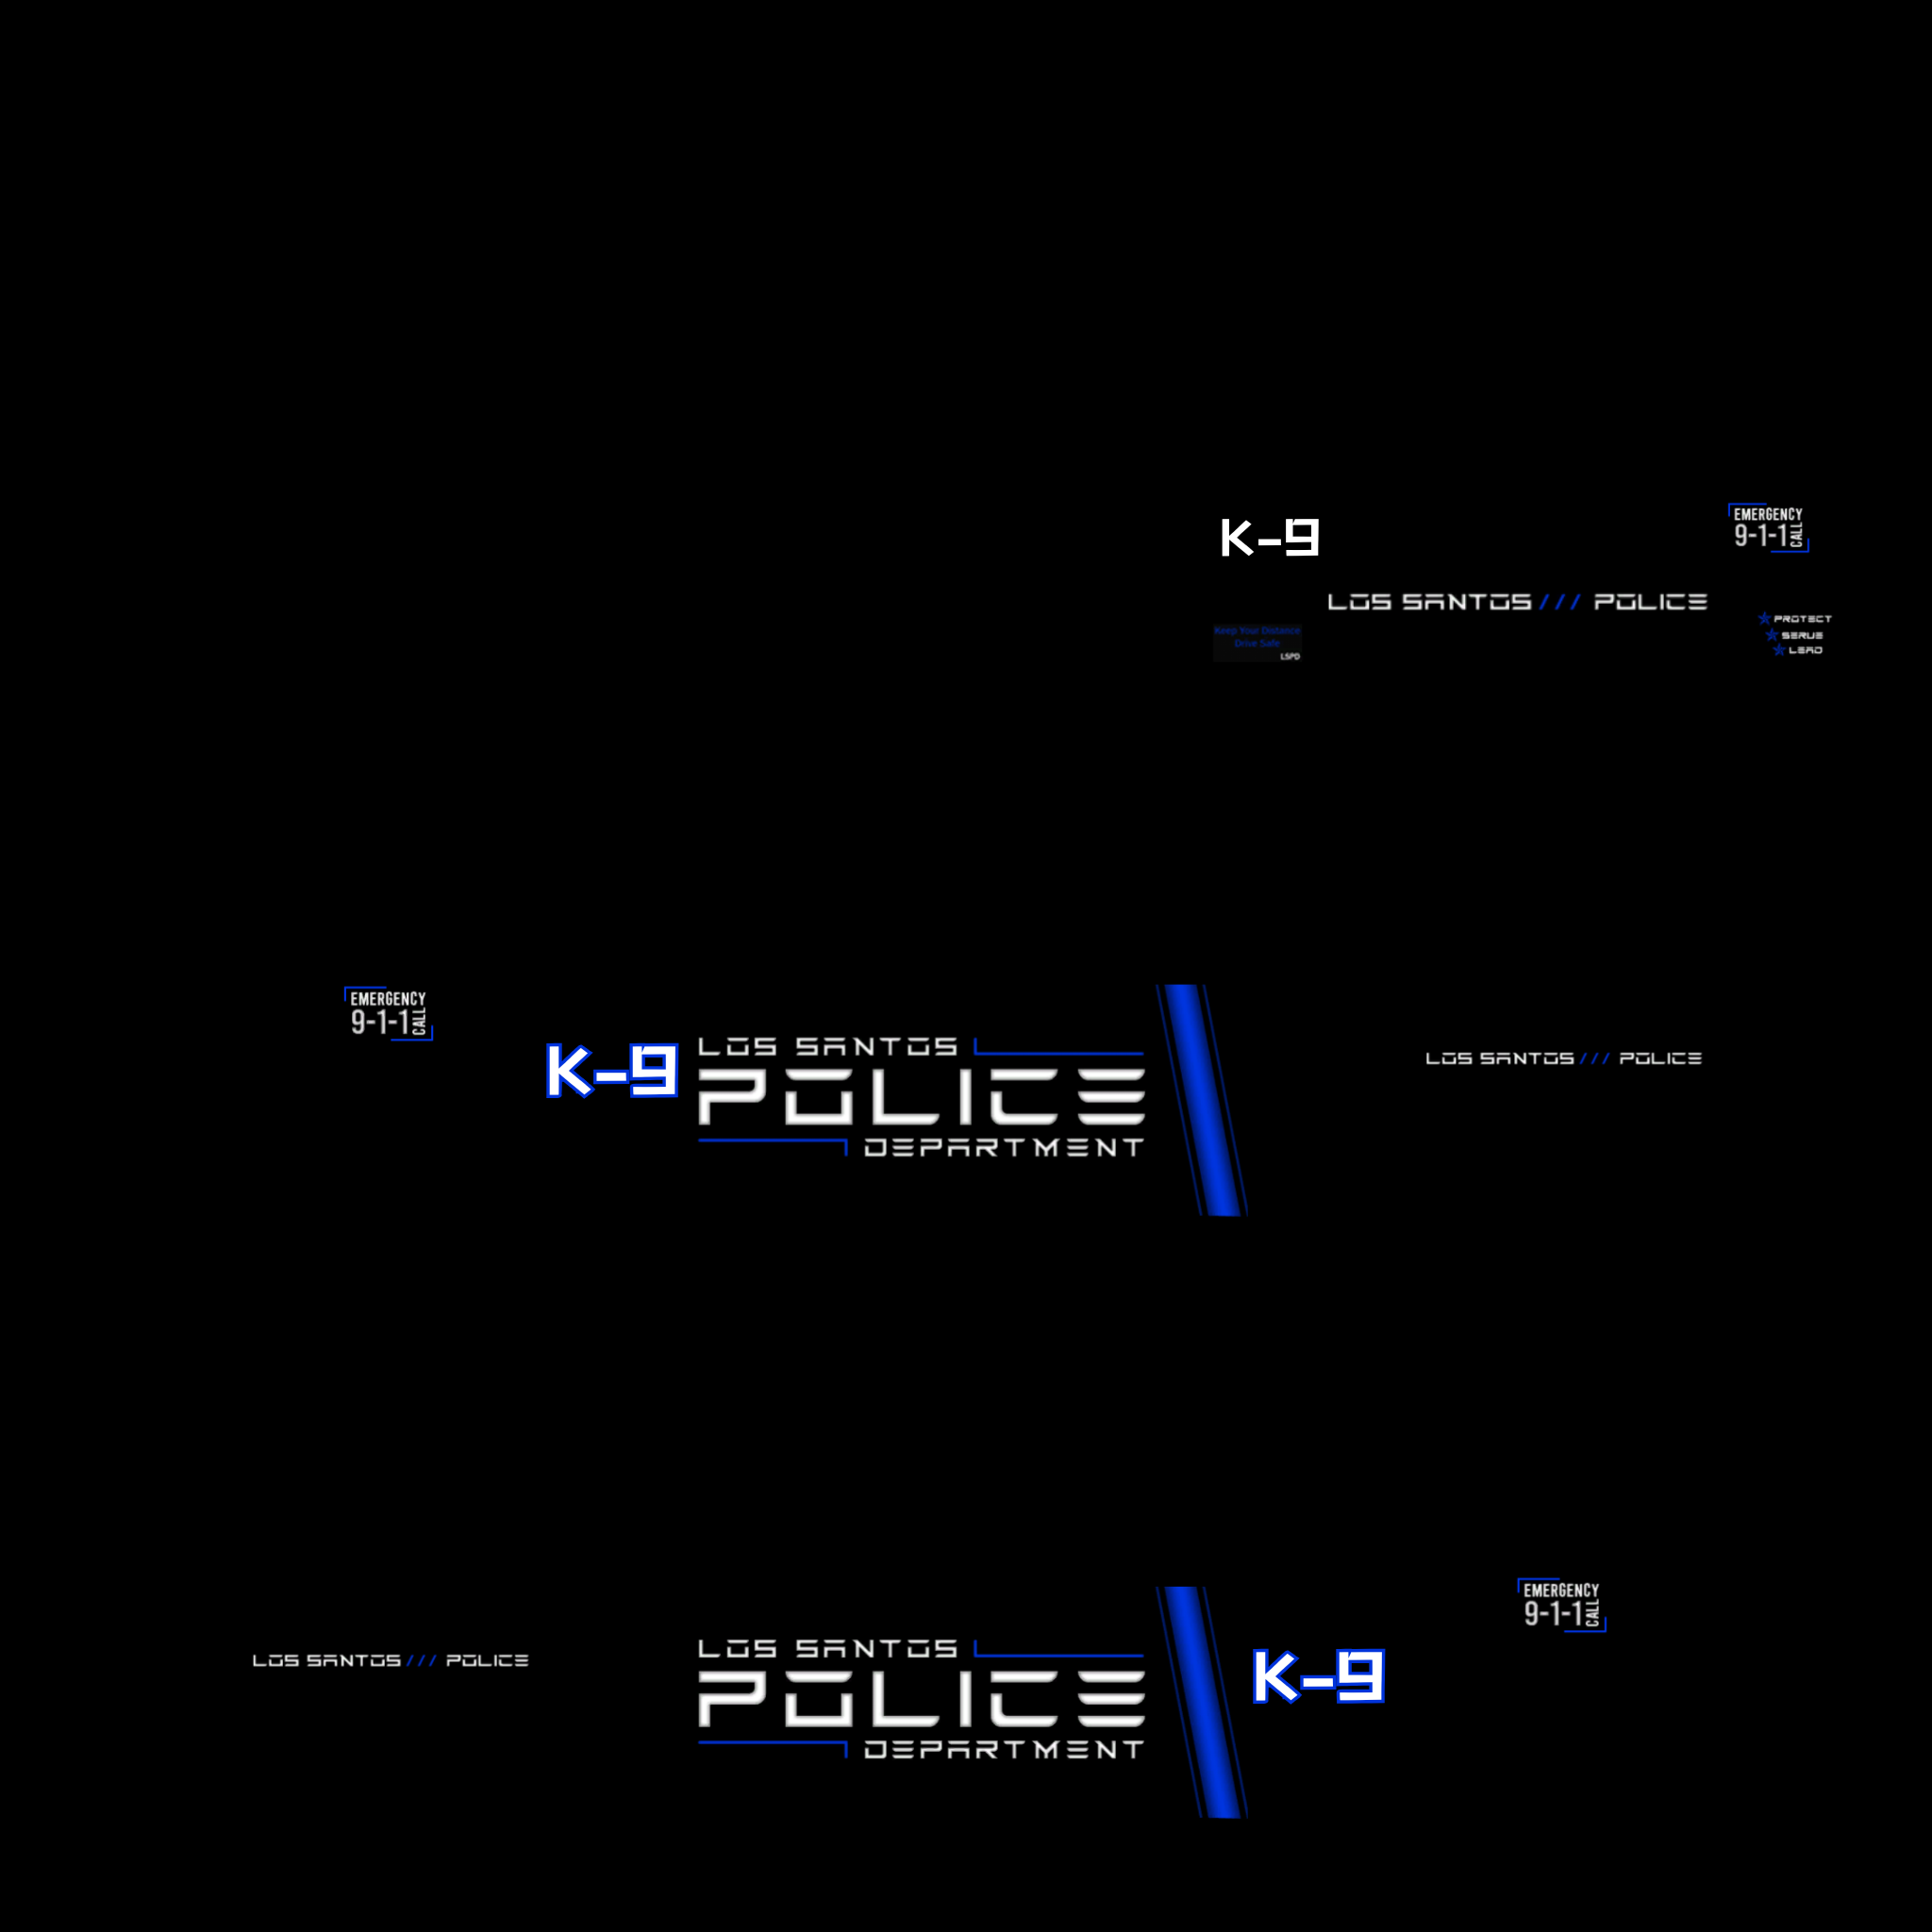 K-9
EMERGENCY
9-1-1
CALL
LOS SANTOS /// POLICE
PROTECT
SERVE
LEAD
Keep Your Distance
Drive Safe
LSPD
EMERGENCY
9-1-1
CALL
K-9
LOS SANTOS
POLICE
DEPARTMENT
LOS SANTOS /// POLICE
LOS SANTOS /// POLICE
LOS SANTOS
POLICE
DEPARTMENT
K-9
EMERGENCY
9-1-1
CALL